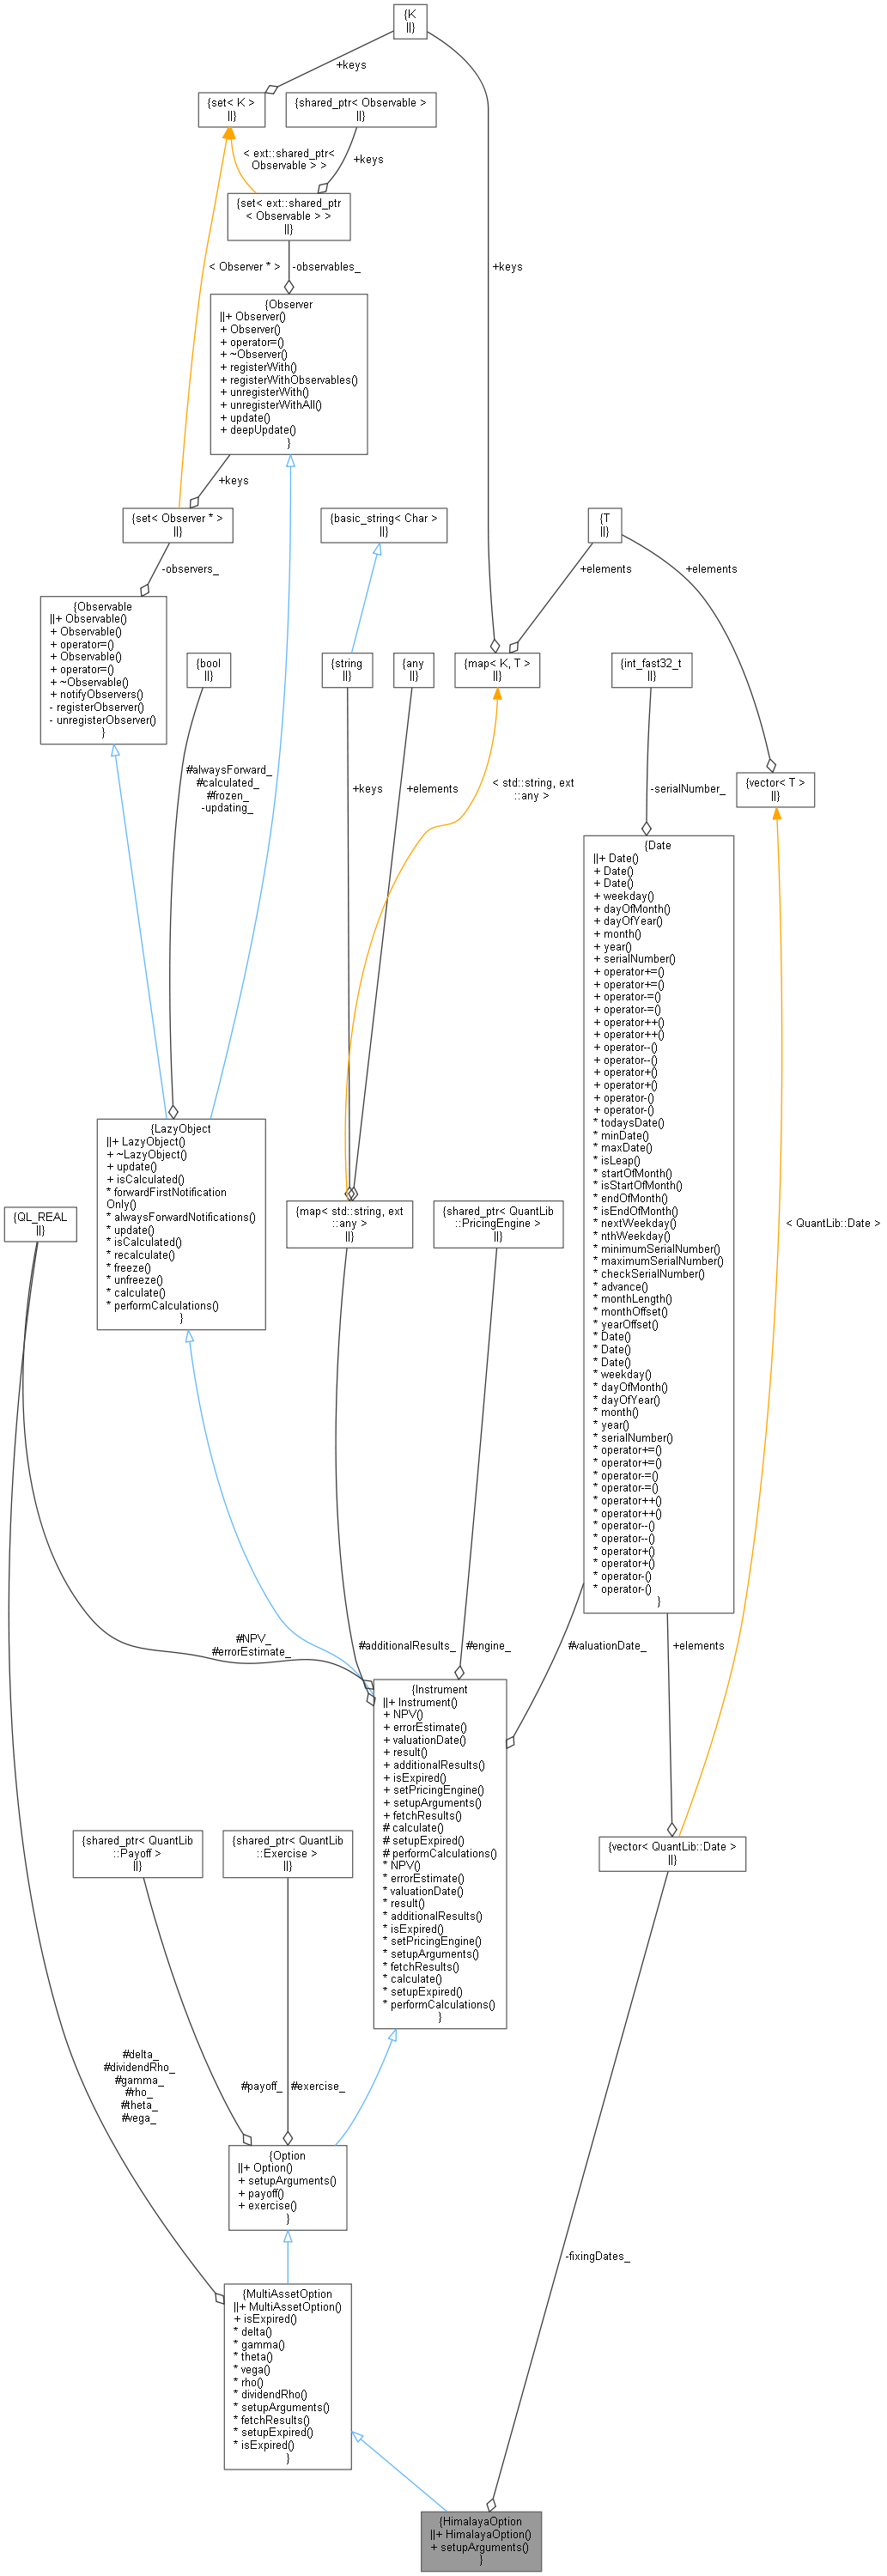 {K
||}
+keys
{set< K >
||}
{shared_ptr< Observable >
||}
< ext::shared_ptr<
Observable > >
+keys
{set< ext::shared_ptr
< Observable > >
||}
+keys
< Observer * >
-observables_
{Observer
||+ Observer()
+ Observer()
+ operator=()
+ ~Observer()
+ registerWith()
+ registerWithObservables()
+ unregisterWith()
+ unregisterWithAll()
+ update()
+ deepUpdate()
}
+keys
{set< Observer * >
||}
{basic_string< Char >
||}
{T
||}
-observers_
+elements
+elements
{Observable
||+ Observable()
+ Observable()
+ operator=()
+ Observable()
+ operator=()
+ ~Observable()
+ notifyObservers()
- registerObserver()
- unregisterObserver()
}
{bool
||}
{string
||}
{any
||}
{map< K, T >
||}
{int_fast32_t
||}
#alwaysForward_
#calculated_
#frozen_
-updating_
+keys
+elements
< std::string, ext
::any >
-serialNumber_
{vector< T >
||}
{Date
||+ Date()
+ Date()
+ Date()
+ weekday()
+ dayOfMonth()
+ dayOfYear()
+ month()
+ year()
+ serialNumber()
+ operator+=()
+ operator+=()
+ operator-=()
+ operator-=()
+ operator++()
+ operator++()
+ operator--()
+ operator--()
+ operator+()
+ operator+()
+ operator-()
+ operator-()
* todaysDate()
* minDate()
* maxDate()
* isLeap()
* startOfMonth()
* isStartOfMonth()
* endOfMonth()
* isEndOfMonth()
* nextWeekday()
* nthWeekday()
* minimumSerialNumber()
* maximumSerialNumber()
* checkSerialNumber()
* advance()
* monthLength()
* monthOffset()
* yearOffset()
* Date()
* Date()
* Date()
* weekday()
* dayOfMonth()
* dayOfYear()
* month()
* year()
* serialNumber()
* operator+=()
* operator+=()
* operator-=()
* operator-=()
* operator++()
* operator++()
* operator--()
* operator--()
* operator+()
* operator+()
* operator-()
* operator-()
}
< QuantLib::Date >
{LazyObject
||+ LazyObject()
+ ~LazyObject()
+ update()
+ isCalculated()
* forwardFirstNotification
Only()
* alwaysForwardNotifications()
* update()
* isCalculated()
* recalculate()
* freeze()
* unfreeze()
* calculate()
* performCalculations()
}
{QL_REAL
||}
{map< std::string, ext
::any >
||}
{shared_ptr< QuantLib
::PricingEngine >
||}
#NPV_
#errorEstimate_
#additionalResults_
#engine_
#valuationDate_
+elements
{Instrument
||+ Instrument()
+ NPV()
+ errorEstimate()
+ valuationDate()
+ result()
+ additionalResults()
+ isExpired()
+ setPricingEngine()
+ setupArguments()
+ fetchResults()
# calculate()
# setupExpired()
# performCalculations()
* NPV()
* errorEstimate()
* valuationDate()
* result()
* additionalResults()
* isExpired()
* setPricingEngine()
* setupArguments()
* fetchResults()
* calculate()
* setupExpired()
* performCalculations()
}
{shared_ptr< QuantLib
::Payoff >
||}
{shared_ptr< QuantLib
::Exercise >
||}
{vector< QuantLib::Date >
||}
#delta_
#dividendRho_
#gamma_
#rho_
#theta_
#vega_
#payoff_
#exercise_
{Option
||+ Option()
+ setupArguments()
+ payoff()
+ exercise()
}
-fixingDates_
{MultiAssetOption
||+ MultiAssetOption()
+ isExpired()
* delta()
* gamma()
* theta()
* vega()
* rho()
* dividendRho()
* setupArguments()
* fetchResults()
* setupExpired()
* isExpired()
}
{HimalayaOption
||+ HimalayaOption()
+ setupArguments()
}